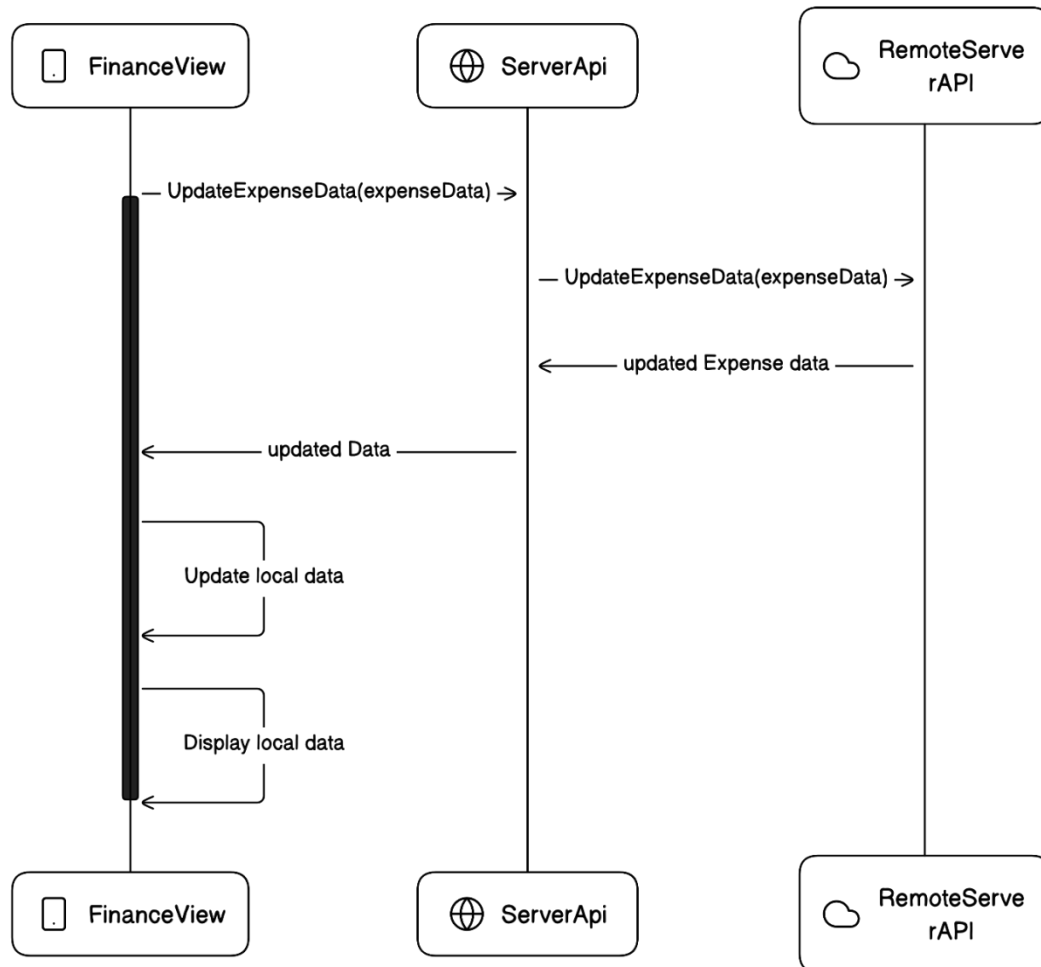 FinanceView
ServerApi
RemoteServe
rAPI
UpdateExpenseData(expenseData)
UpdateExpenseData(expenseData)
updated Expense data
updated Data
Update local data
Display local data
FinanceView
ServerApi
RemoteServe
rAPI